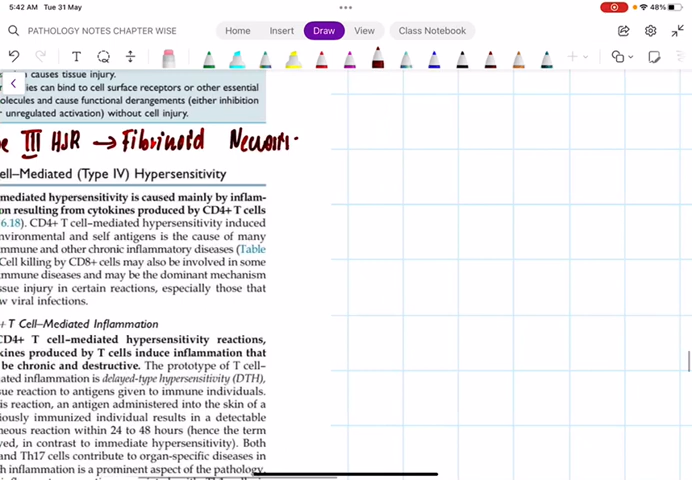 5:42 AM Tue 31 May
48%
PATHOLOGY NOTES CHAPTER WISE
Home Insert Draw View Class Notebook
causes tissue injury.
ies can bind to cell surface receptors or other essential
olecules and cause functional derangements (either inhibition
unregulated activation) without cell injury.
III HSR → Fibrinoid
ell-Mediated (Type IV) Hypersensitivity
mediated hypersensitivity is caused mainly by inflam-
on resulting from cytokines produced by CD4+ T cells
6.18). CD4+ T cell–mediated hypersensitivity induced
nvironmental and self antigens is the cause of many
mmune and other chronic inflammatory diseases (Table
Cell killing by CD8+ cells may also be involved in some
mmune diseases and may be the dominant mechanism
ssue injury in certain reactions, especially those that
w viral infections.
+ T Cell–Mediated Inflammation
CD4+ T cell–mediated hypersensitivity reactions,
kines produced by T cells induce inflammation that
be chronic and destructive. The prototype of T cell–
ated inflammation is delayed-type hypersensitivity (DTH),
sue reaction to antigens given to immune individuals.
is reaction, an antigen administered into the skin of a
iously immunized individual results in a detectable
neous reaction within 24 to 48 hours (hence the term
yed, in contrast to immediate hypersensitivity). Both
and Th17 cells contribute to organ-specific diseases in
h inflammation is a prominent aspect of the pathology.